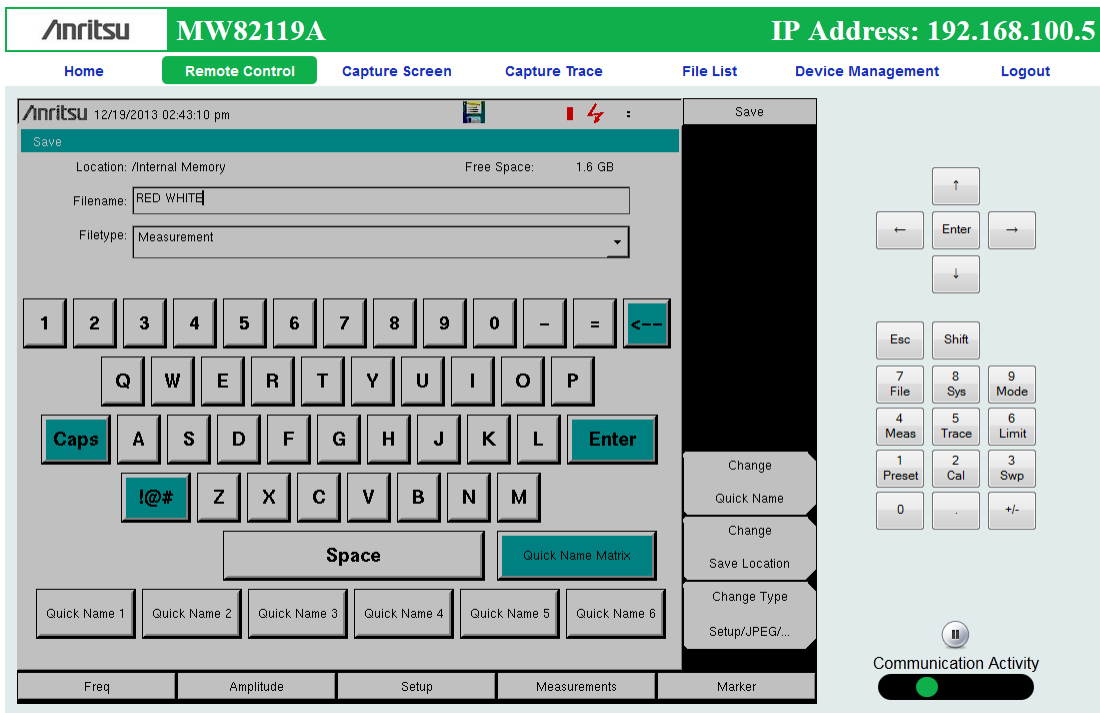 Anritsu MW82119A IP Address: 192.168.100.5
Home Remote Control Capture Screen Capture Trace File List Device Management Logout
Anritsu 12/19/2013 02:43:10 pm :
Save
Save
Location: /Internal Memory Free Space: 1.6 GB
Filename: RED WHITE
Filetype: Measurement
1 2 3 4 5 6 7 8 9 0 - = <--
Q W E R T Y U I O P
Caps A S D F G H J K L Enter
!@# Z X C V B N M
Space Quick Name Matrix
Quick Name 1 Quick Name 2 Quick Name 3 Quick Name 4 Quick Name 5 Quick Name 6
Change
Quick Name
Change
Save Location
Change Type
Setup/JPEG/...
Freq Amplitude Setup Measurements Marker
↑
← Enter →
↓
Esc Shift
7 8 9
File Sys Mode
4 5 6
Meas Trace Limit
1 2 3
Preset Cal Swp
0 . +/-
Communication Activity